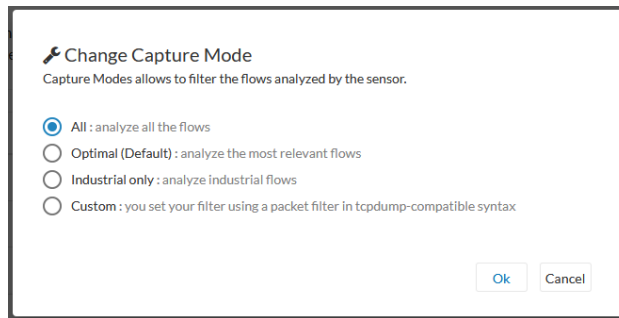 Change Capture Mode
Capture Modes allows to filter the flows analyzed by the sensor.
All : analyze all the flows
Optimal (Default) : analyze the most relevant flows
Industrial only : analyze industrial flows
Custom : you set your filter using a packet filter in tcpdump-compatible syntax
Ok Cancel